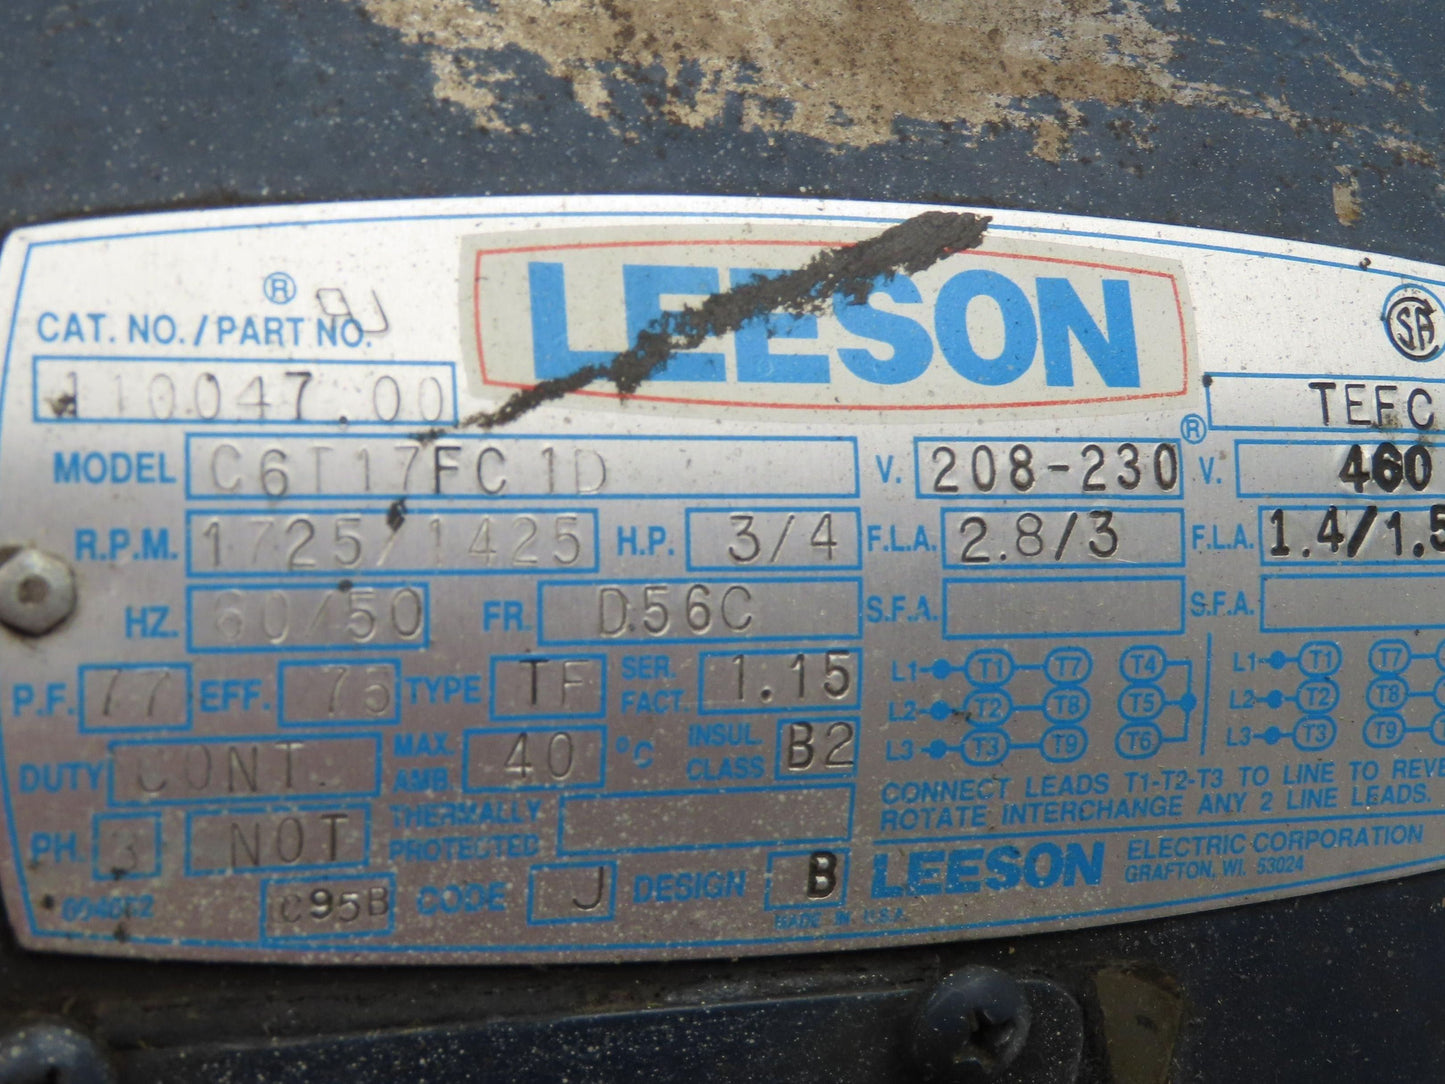 LEESON
CAT. NO./PART NO.
110047.00
TEFC
MODEL C6T17FC1D V. 208-230 V. 460
R.P.M. 1725/1425 H.P. 3/4 F.L.A. 2.8/3 F.L.A. 1.4/1.5
HZ. 60/50 FR. D56C S.F.A. S.F.A.
P.F. 77 EFF. TYPE TF SER. FACT. 1.15
DUTY CONT. MAX. AMB. 40 °C INSUL. CLASS B2
L1 T1 T7 T4 L1 T1 T7
L2 T2 T8 T5 L2 T2 T8
L3 T3 T9 T6 L3 T3 T9
CONNECT LEADS T1-T2-T3 TO LINE TO REVE
ROTATE INTERCHANGE ANY 2 LINE LEADS.
PH. 3 NOT THERMALLY PROTECTED
C95B CODE J DESIGN B
LEESON ELECTRIC CORPORATION
GRAFTON, WI. 53024
MADE IN U.S.A.